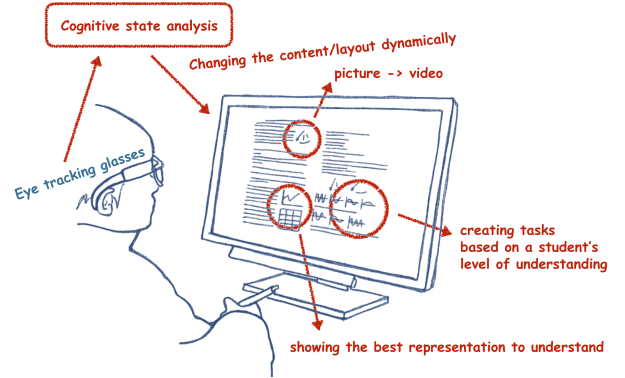 Cognitive state analysis
Changing the content/layout dynamically
picture -> video
Eye tracking glasses
creating tasks
based on a student's
level of understanding
showing the best representation to understand